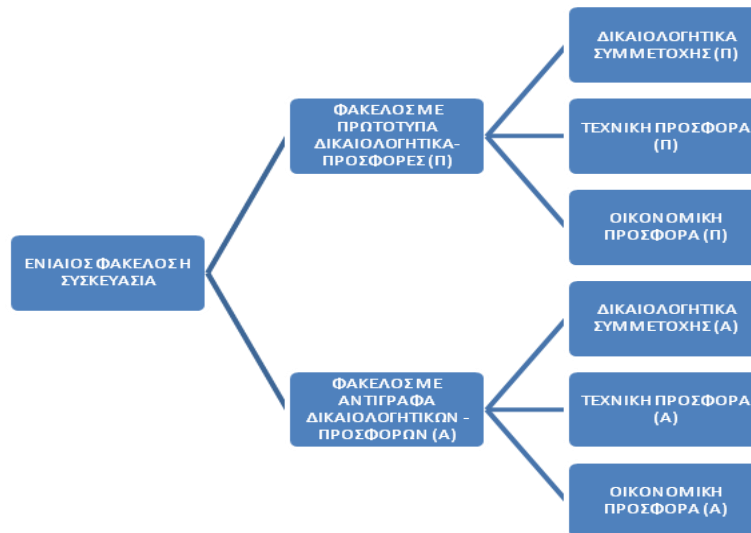 ΔΙΚΑΙΟΛΟΓΗΤΙΚΑ
ΣΥΜΜΕΤΟΧΗΣ (Π)
ΦΑΚΕΛΟΣ ΜΕ
ΠΡΩΤΟΤΥΠΑ
ΔΙΚΑΙΟΛΟΓΗΤΙΚΑ-
ΠΡΟΣΦΟΡΕΣ (Π)
ΤΕΧΝΙΚΗ ΠΡΟΣΦΟΡΑ
(Π)
ΟΙΚΟΝΟΜΙΚΗ
ΠΡΟΣΦΟΡΑ (Π)
ΕΝΙΑΙΟΣ ΦΑΚΕΛΟΣ Η
ΣΥΣΚΕΥΑΣΙΑ
ΔΙΚΑΙΟΛΟΓΗΤΙΚΑ
ΣΥΜΜΕΤΟΧΗΣ (Α)
ΦΑΚΕΛΟΣ ΜΕ
ΑΝΤΙΓΡΑΦΑ
ΔΙΚΑΙΟΛΟΓΗΤΙΚΩΝ -
ΠΡΟΣΦΟΡΩΝ (Α)
ΤΕΧΝΙΚΗ ΠΡΟΣΦΟΡΑ
(Α)
ΟΙΚΟΝΟΜΙΚΗ
ΠΡΟΣΦΟΡΑ (Α)